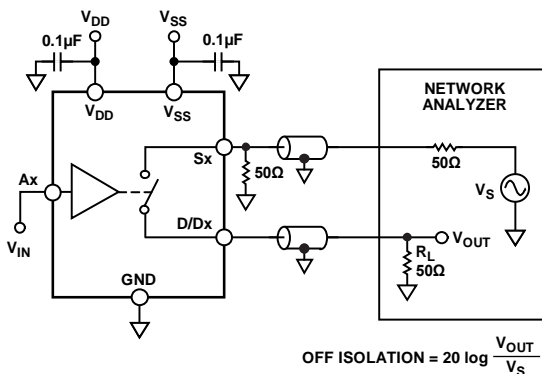 V_DD V_SS
0.1µF 0.1µF
V_DD V_SS
NETWORK
ANALYZER
Sx
50Ω
50Ω
V_S
Ax
V_IN
D/Dx
V_OUT
R_L
50Ω
GND
OFF ISOLATION = 20 log V_OUT / V_S